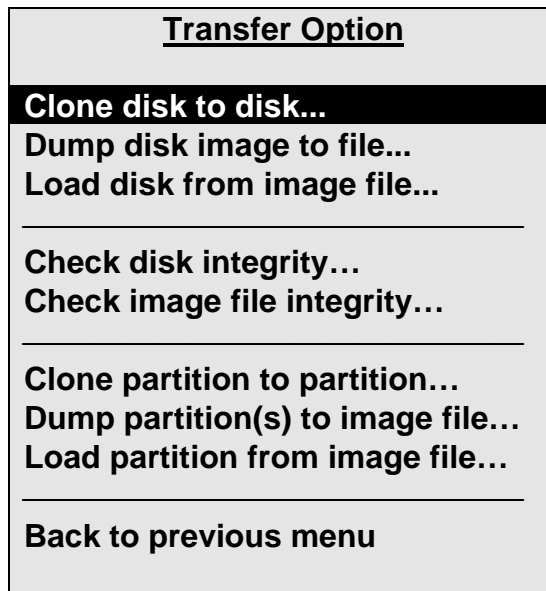 Transfer Option
Clone disk to disk...
Dump disk image to file...
Load disk from image file...
Check disk integrity…
Check image file integrity…
Clone partition to partition…
Dump partition(s) to image file…
Load partition from image file…
Back to previous menu